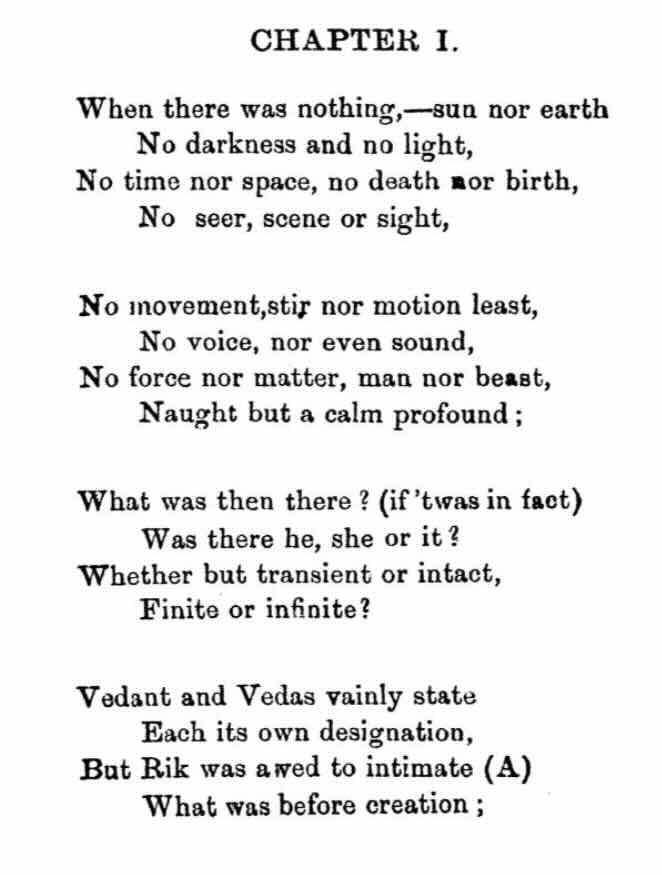 CHAPTER I.
When there was nothing,—sun nor earth
No darkness and no light,
No time nor space, no death nor birth,
No seer, scene or sight,
No movement,stir nor motion least,
No voice, nor even sound,
No force nor matter, man nor beast,
Naught but a calm profound ;
What was then there ? (if 'twas in fact)
Was there he, she or it ?
Whether but transient or intact,
Finite or infinite ?
Vedant and Vedas vainly state
Each its own designation,
But Rik was awed to intimate (A)
What was before creation ;